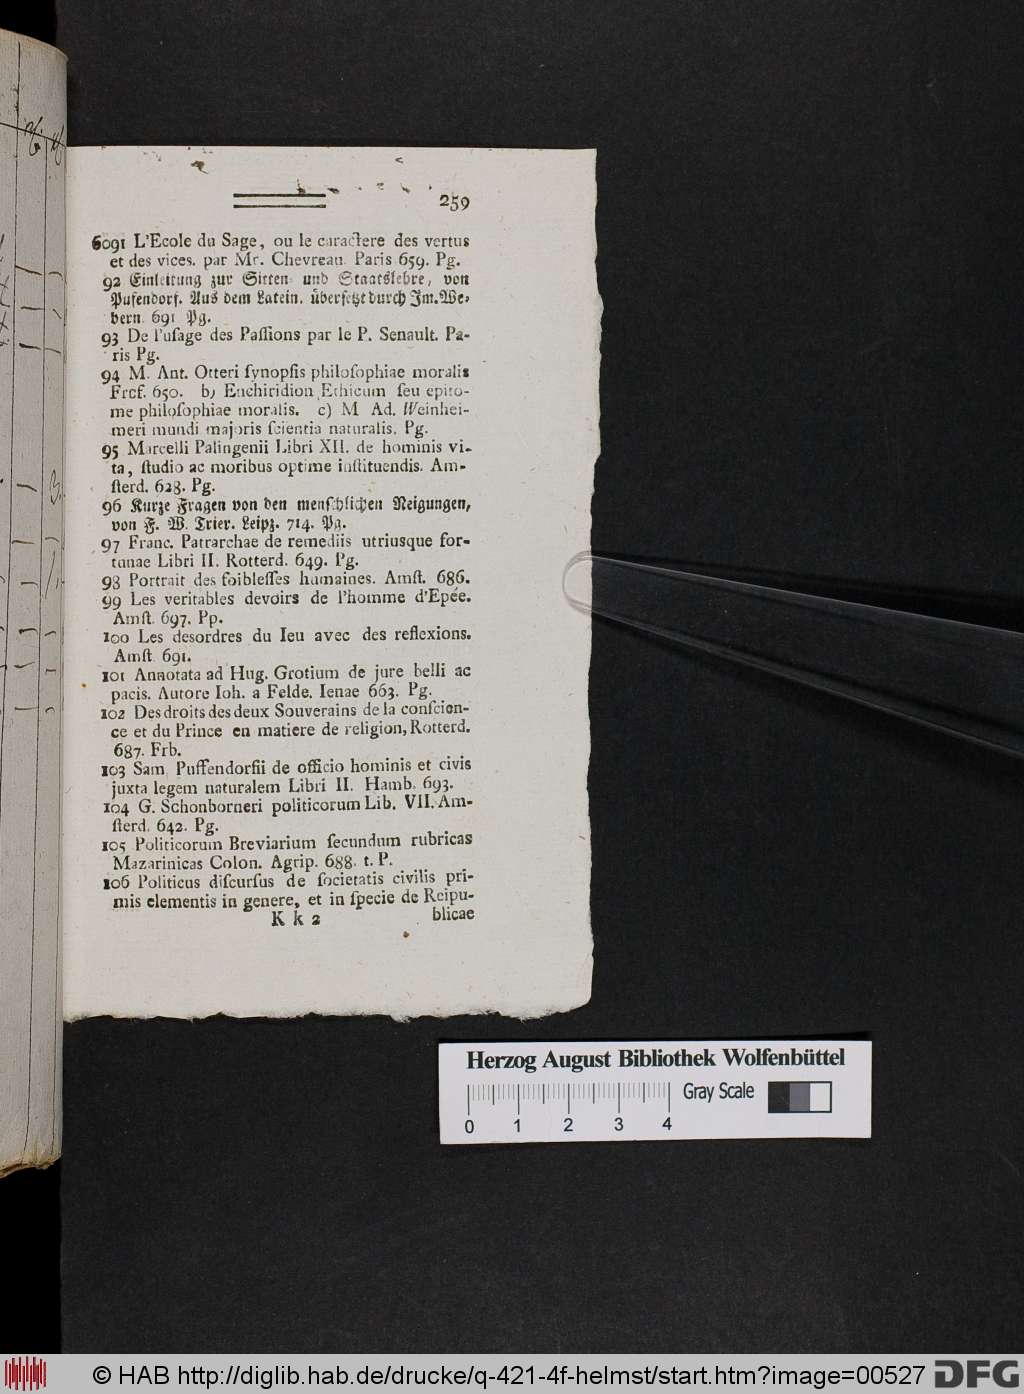 259
6091 L'Ecole du Sage, ou le caractere des vertus
et des vices. par Mr. Chevreau. Paris 659. Pg.
92 Einleitung zur Sitten- und Staatslehre, von
Pufendorf. Aus dem Latein. übersetzt durch Im. We-
bern. 691 Pg.
93 De l'uſage des Paſſions par le P. Senault. Pa-
ris Pg.
94 M. Ant. Otteri ſynopſis philoſophiae moralis
Frcf. 650. b) Enchiridion Ethicum ſeu epito-
me philoſophiae moralis. c) M Ad. Weinhei-
meri mundi majoris ſcientia naturalis. Pg.
95 Marcelli Palingenii Libri XII. de hominis vi-
ta, ſtudio ac moribus optime inſtituendis. Am-
ſterd. 628. Pg.
96 Kurze Fragen von den menschlichen Neigungen,
von F. W. Trier. Leipz. 714. Pg.
97 Franc. Patrarchae de remediis utriusque for-
tunae Libri II. Rotterd. 649. Pg.
98 Portrait des foibleſſes humaines. Amſt. 686.
99 Les veritables devoirs de l'homme d'Epée.
Amſt. 697. Pp.
100 Les desordres du Ieu avec des reflexions.
Amſt. 691.
101 Annotata ad Hug. Grotium de jure belli ac
pacis. Autore Ioh. a Felde. Ienae 663. Pg.
102 Des droits des deux Souverains de la conſcien-
ce et du Prince en matiere de religion, Rotterd.
687. Frb.
103 Sam. Puffendorfii de officio hominis et civis
juxta legem naturalem Libri II. Hamb. 693.
104 G. Schonborneri politicorum Lib. VII. Am-
ſterd. 642. Pg.
105 Politicorum Breviarium ſecundum rubricas
Mazarinicas Colon. Agrip. 688. t. P.
106 Politicus diſcurſus de ſocietatis civilis pri-
mis elementis in genere, et in ſpecie de Reipu-
K k 2 blicae
Herzog August Bibliothek Wolfenbüttel
Gray Scale
0 1 2 3 4
© HAB http://diglib.hab.de/drucke/q-421-4f-helmst/start.htm?image=00527
DFG